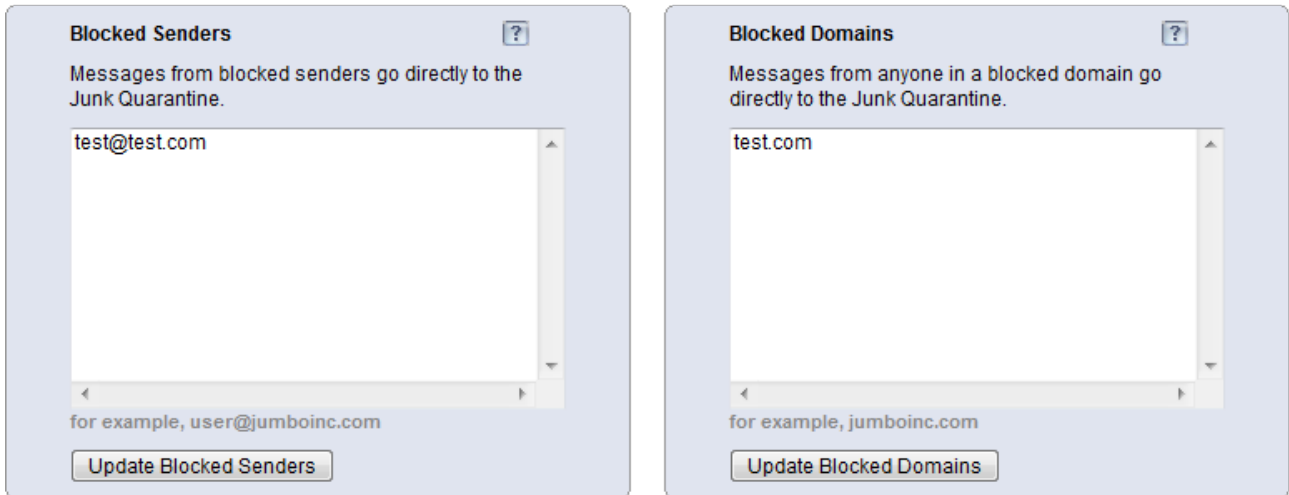 Blocked Senders
?
Messages from blocked senders go directly to the
Junk Quarantine.
test@test.com
for example, user@jumboinc.com
Update Blocked Senders
Blocked Domains
?
Messages from anyone in a blocked domain go
directly to the Junk Quarantine.
test.com
for example, jumboinc.com
Update Blocked Domains